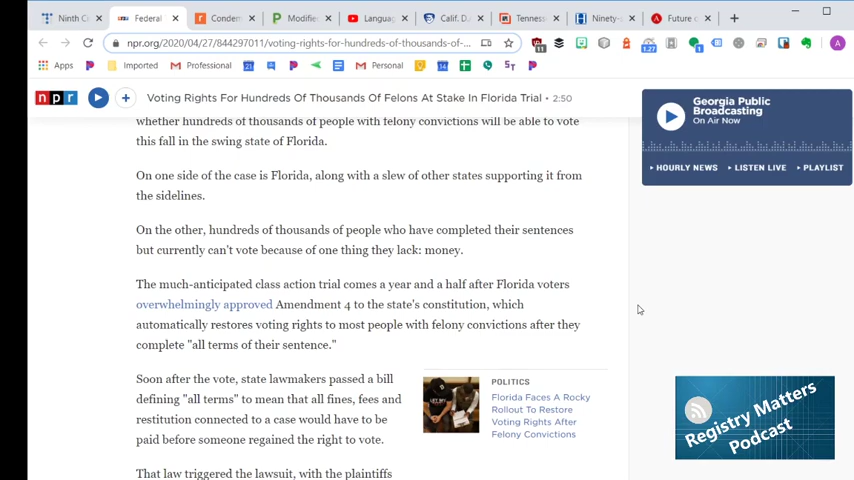 Ninth C
Federal
Condem
Modifie
Languag
Calif. D.
Tennes
Ninety-
Future o
npr.org/2020/04/27/844297011/voting-rights-for-hundreds-of-thousands-of-...
11
1.27
1
A
Apps
Imported
M Professional
21
M Personal
14
ST
npr
Voting Rights For Hundreds Of Thousands Of Felons At Stake In Florida Trial • 2:50
Georgia Public
Broadcasting
On Air Now
HOURLY NEWS
LISTEN LIVE
PLAYLIST
whether hundreds of thousands of people with felony convictions will be able to vote
this fall in the swing state of Florida.
On one side of the case is Florida, along with a slew of other states supporting it from
the sidelines.
On the other, hundreds of thousands of people who have completed their sentences
but currently can't vote because of one thing they lack: money.
The much-anticipated class action trial comes a year and a half after Florida voters
overwhelmingly approved Amendment 4 to the state's constitution, which
automatically restores voting rights to most people with felony convictions after they
complete "all terms of their sentence."
Soon after the vote, state lawmakers passed a bill
defining "all terms" to mean that all fines, fees and
restitution connected to a case would have to be
paid before someone regained the right to vote.
That law triggered the lawsuit, with the plaintiffs
POLITICS
Florida Faces A Rocky
Rollout To Restore
Voting Rights After
Felony Convictions
Registry Matters
Podcast